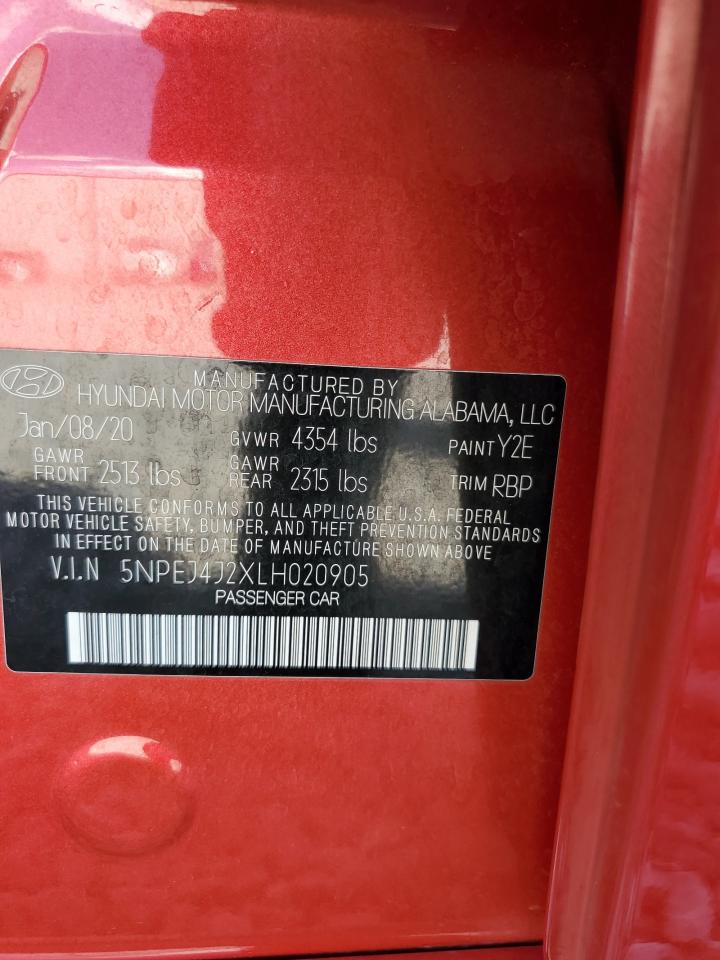 MANUFACTURED BY
HYUNDAI MOTOR MANUFACTURING ALABAMA, LLC
Jan/08/20 GVWR 4354 lbs PAINT Y2E
GAWR FRONT 2513 lbs GAWR REAR 2315 lbs TRIM RBP
THIS VEHICLE CONFORMS TO ALL APPLICABLE U.S.A. FEDERAL
MOTOR VEHICLE SAFETY, BUMPER, AND THEFT PREVENTION STANDARDS
IN EFFECT ON THE DATE OF MANUFACTURE SHOWN ABOVE
V.I.N 5NPEJ4J2XLH020905
PASSENGER CAR